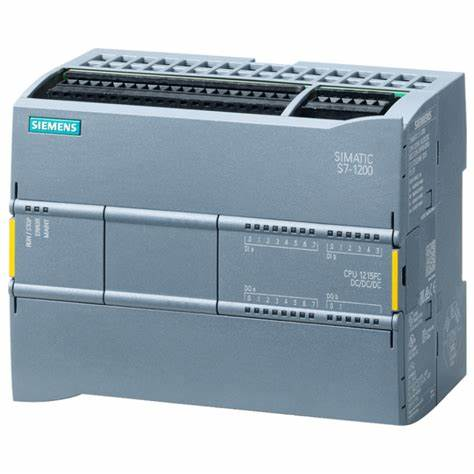 SIEMENS
SIMATIC
S7-1200
RUN / STOP
ERROR
MAINT
0 1 2 3 4 5 6 7
DI a
0 1 2 3 4 5
DI b
CPU 1215FC
DC/DC/DC
DQ a
0 1 2 3 4 5 6 7
DQ b
0 1